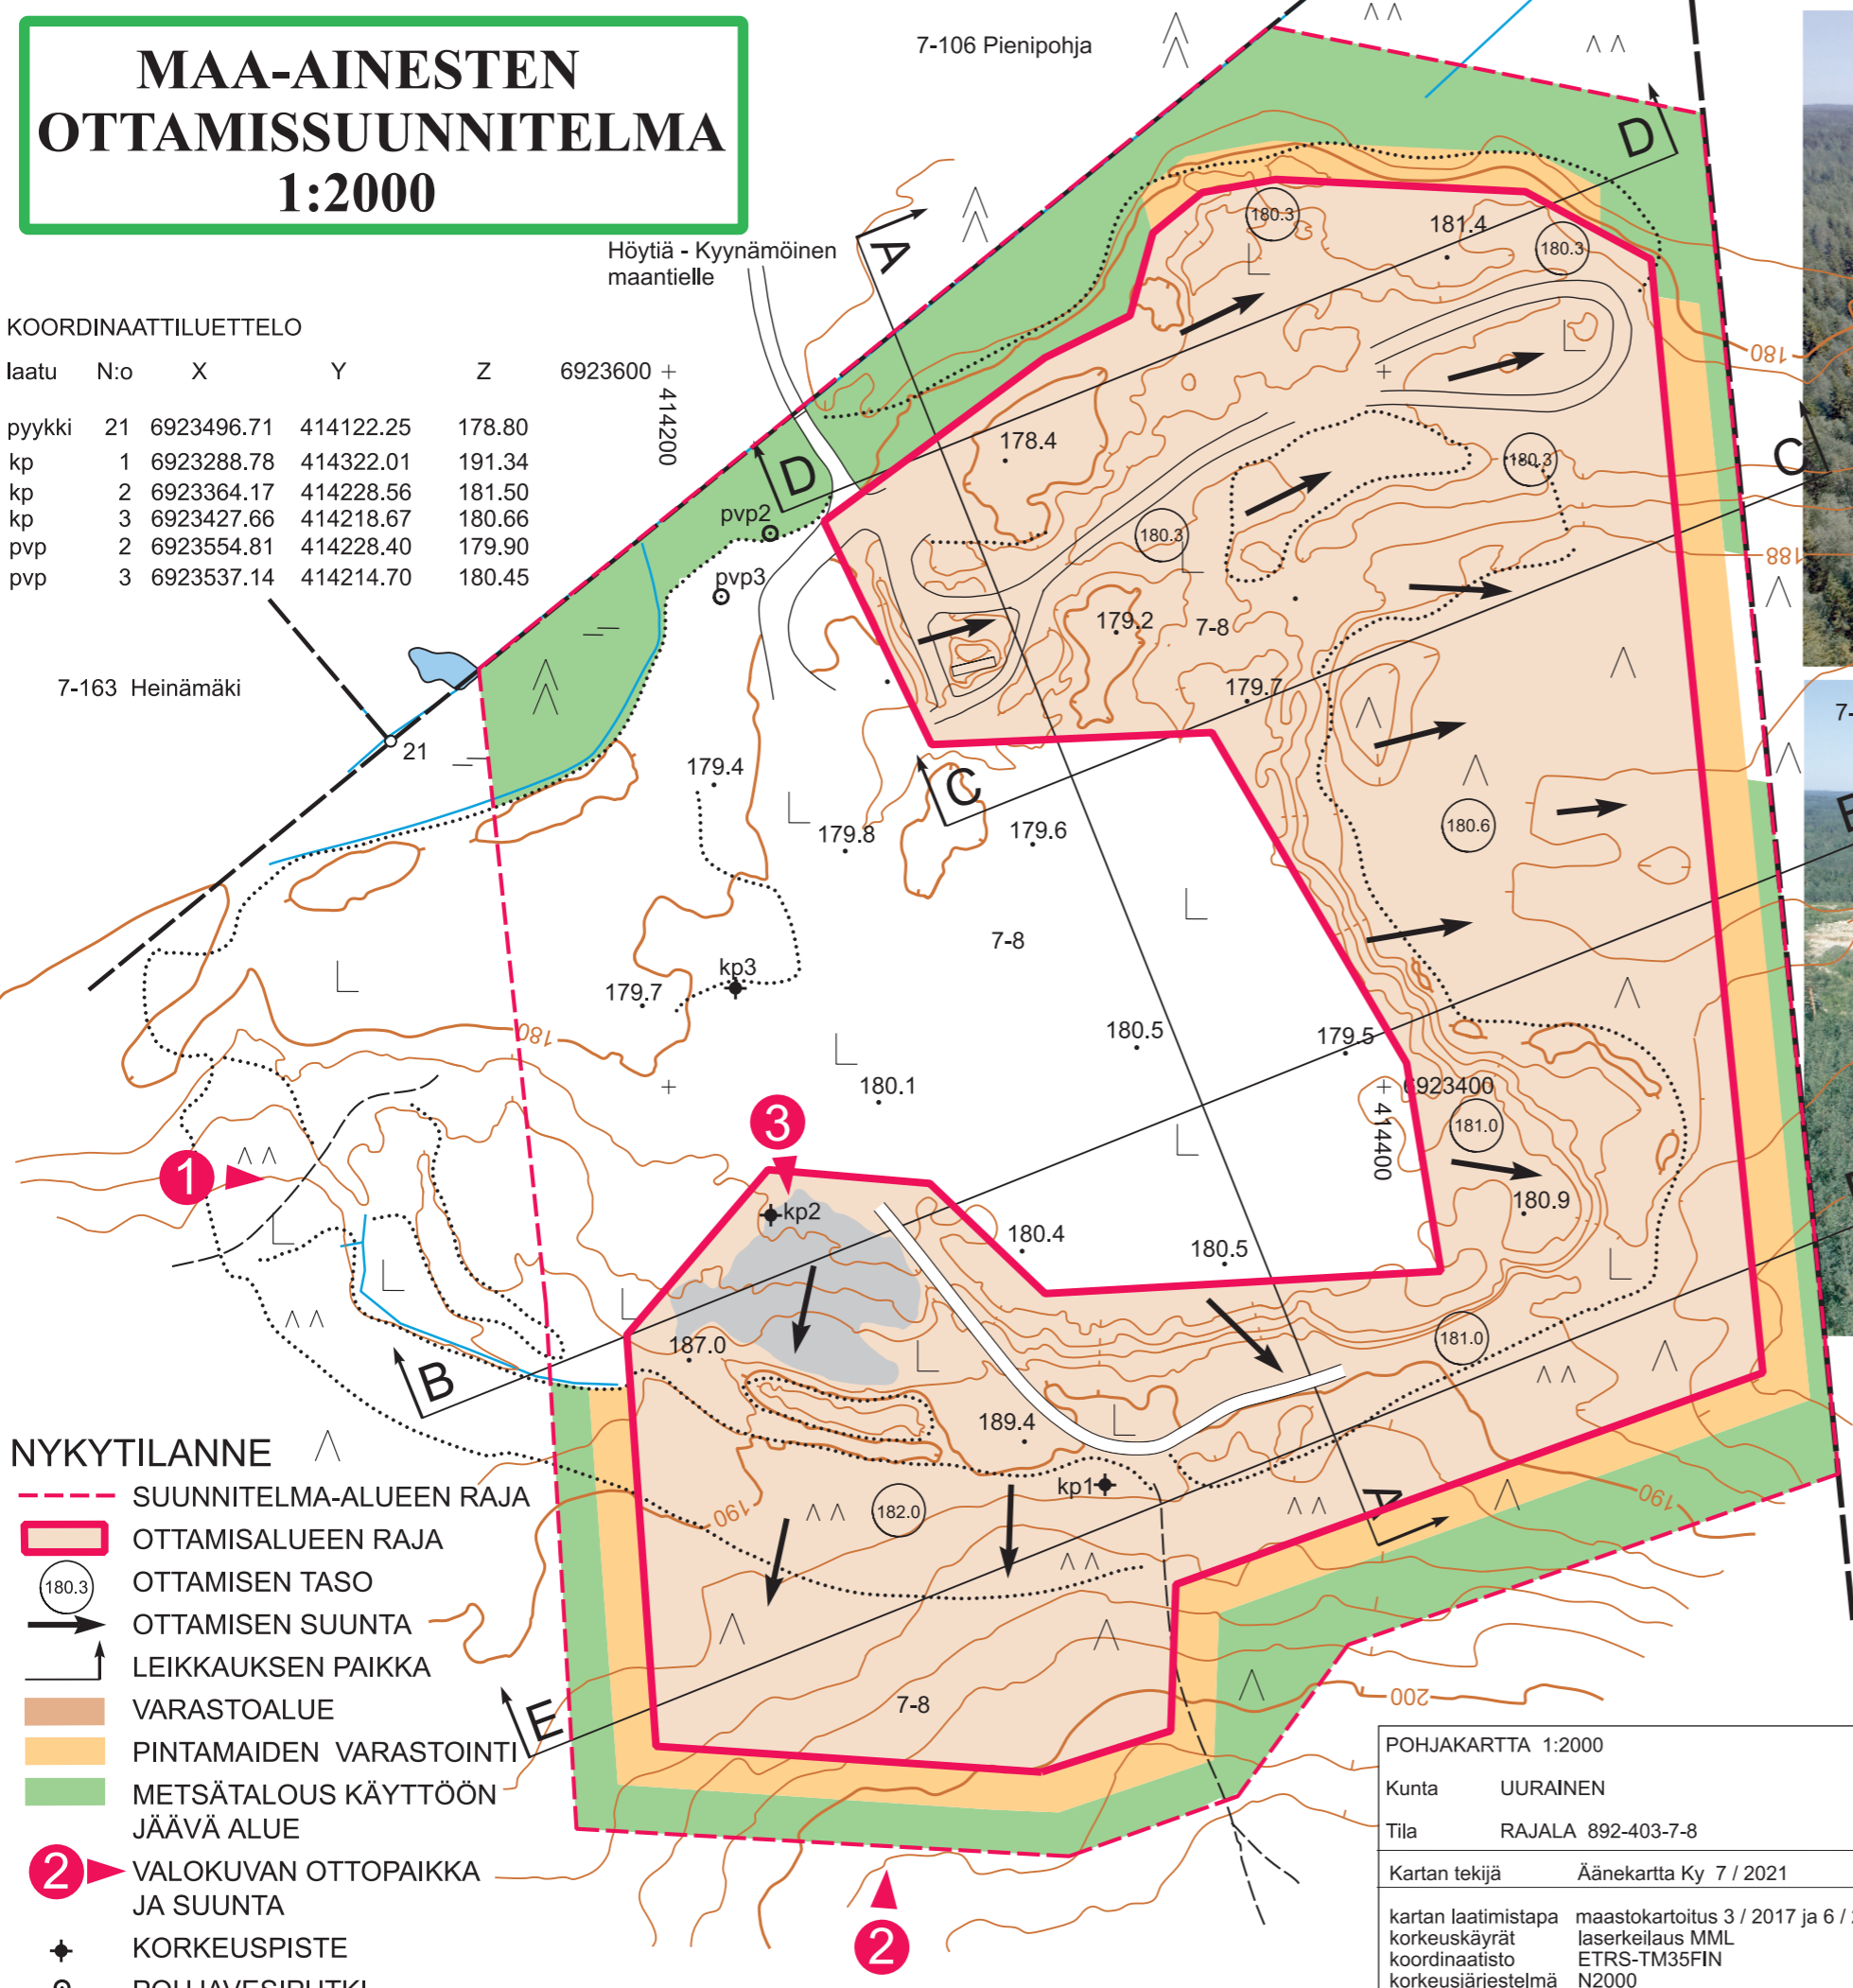 MAA-AINESTEN
OTTAMISSUUNNITELMA
1:2000
7-106 Pienipohja
Höytiä - Kyynämöinen
maantielle
KOORDINAATTILUETTELO
laatu N:o X Y Z
pyykki 21 6923496.71 414122.25 178.80
kp 1 6923288.78 414322.01 191.34
kp 2 6923364.17 414228.56 181.50
kp 3 6923427.66 414218.67 180.66
pvp 2 6923554.81 414228.40 179.90
pvp 3 6923537.14 414214.70 180.45
6923600
414200
A
D
180.3
181.4
180.3
180
178.4
D
C
180.3
pvp2
180.3
188
pvp3
179.2
7-8
7-163 Heinämäki
179.7
7-
21
179.4
C
179.8
179.6
180.6
7-8
kp3
179.7
180
180.5
179.5
180.1
6923400
414400
3
181.0
1
kp2
180.9
180.4
180.5
187.0
181.0
B
189.4
kp1
190
182.0
A
190
E
7-8
200
NYKYTILANNE
SUUNNITELMA-ALUEEN RAJA
OTTAMISALUEEN RAJA
180.3 OTTAMISEN TASO
OTTAMISEN SUUNTA
LEIKKAUKSEN PAIKKA
VARASTOALUE
PINTAMAIDEN VARASTOINTI
METSÄTALOUS KÄYTTÖÖN
JÄÄVÄ ALUE
2 VALOKUVAN OTTOPAIKKA
JA SUUNTA
KORKEUSPISTE
POHJAVESIPUTKI
2
POHJAKARTTA 1:2000
Kunta UURAINEN
Tila RAJALA 892-403-7-8
Kartan tekijä Äänekartta Ky 7 / 2021
kartan laatimistapa maastokartoitus 3 / 2017 ja 6 /
korkeuskäyrät laserkeilaus MML
koordinaatisto ETRS-TM35FIN
korkeusjärjestelmä N2000